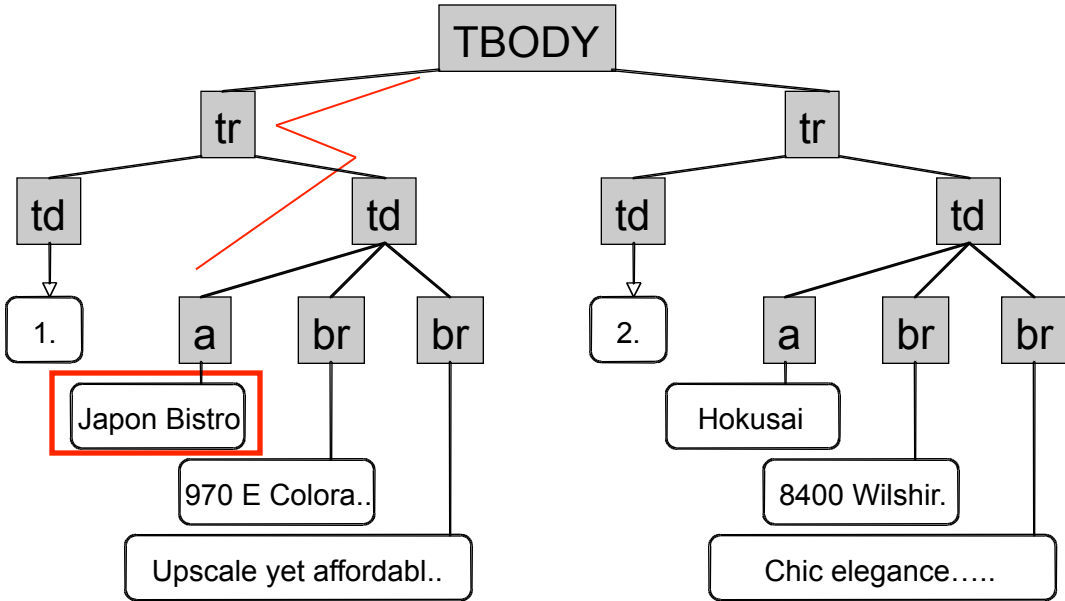 TBODY
tr tr
td td td td
1. a br br 2. a br br
Japon Bistro Hokusai
970 E Colora.. 8400 Wilshir.
Upscale yet affordabl.. Chic elegance…..